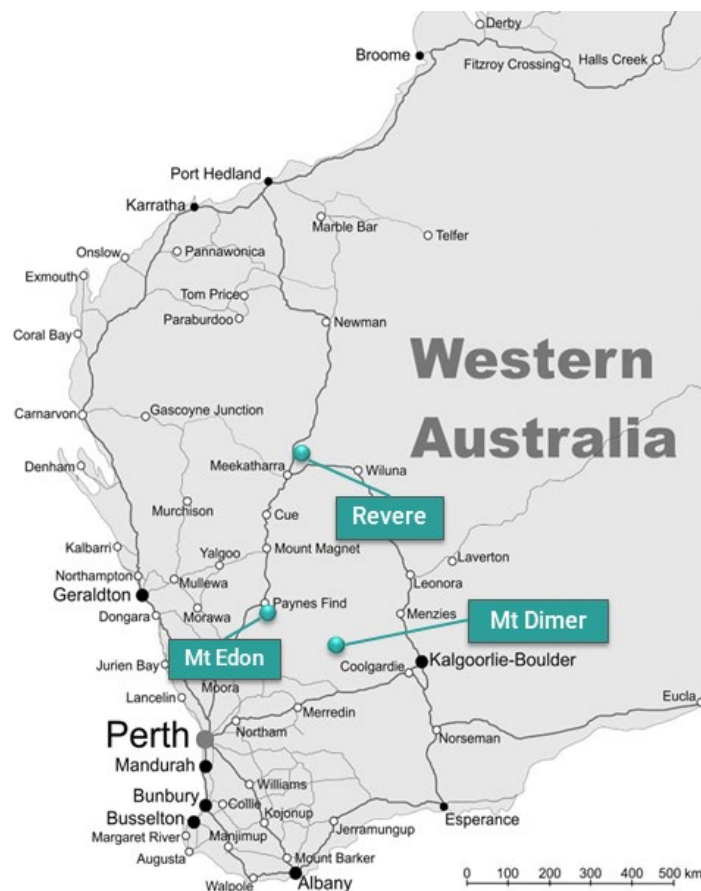 Derby
Broome
Fitzroy Crossing
Halls Creek
Port Hedland
Karratha
Marble Bar
Telfer
Onslow
Pannawonica
Exmouth
Tom Price
Paraburdoo
Newman
Coral Bay
Western
Australia
Carnarvon
Gascoyne Junction
Denham
Meekatharra
Wiluna
Murchison
Revere
Cue
Kalbarri
Yalgoo
Mount Magnet
Laverton
Northampton
Mullewa
Leonora
Geraldton
Morawa
Paynes Find
Menzies
Dongara
Mt Dimer
Mt Edon
Jurien Bay
Coolgardie
Kalgoorlie-Boulder
Moora
Lancelin
Merredin
Eucla
Perth
Northam
Norseman
Mandurah
Williams
Bunbury
Collie
Kojonup
Busselton
Jerramungup
Esperance
Margaret River
Manjimup
Augusta
Mount Barker
Walpole
Albany
0 100 200 300 400 500 km